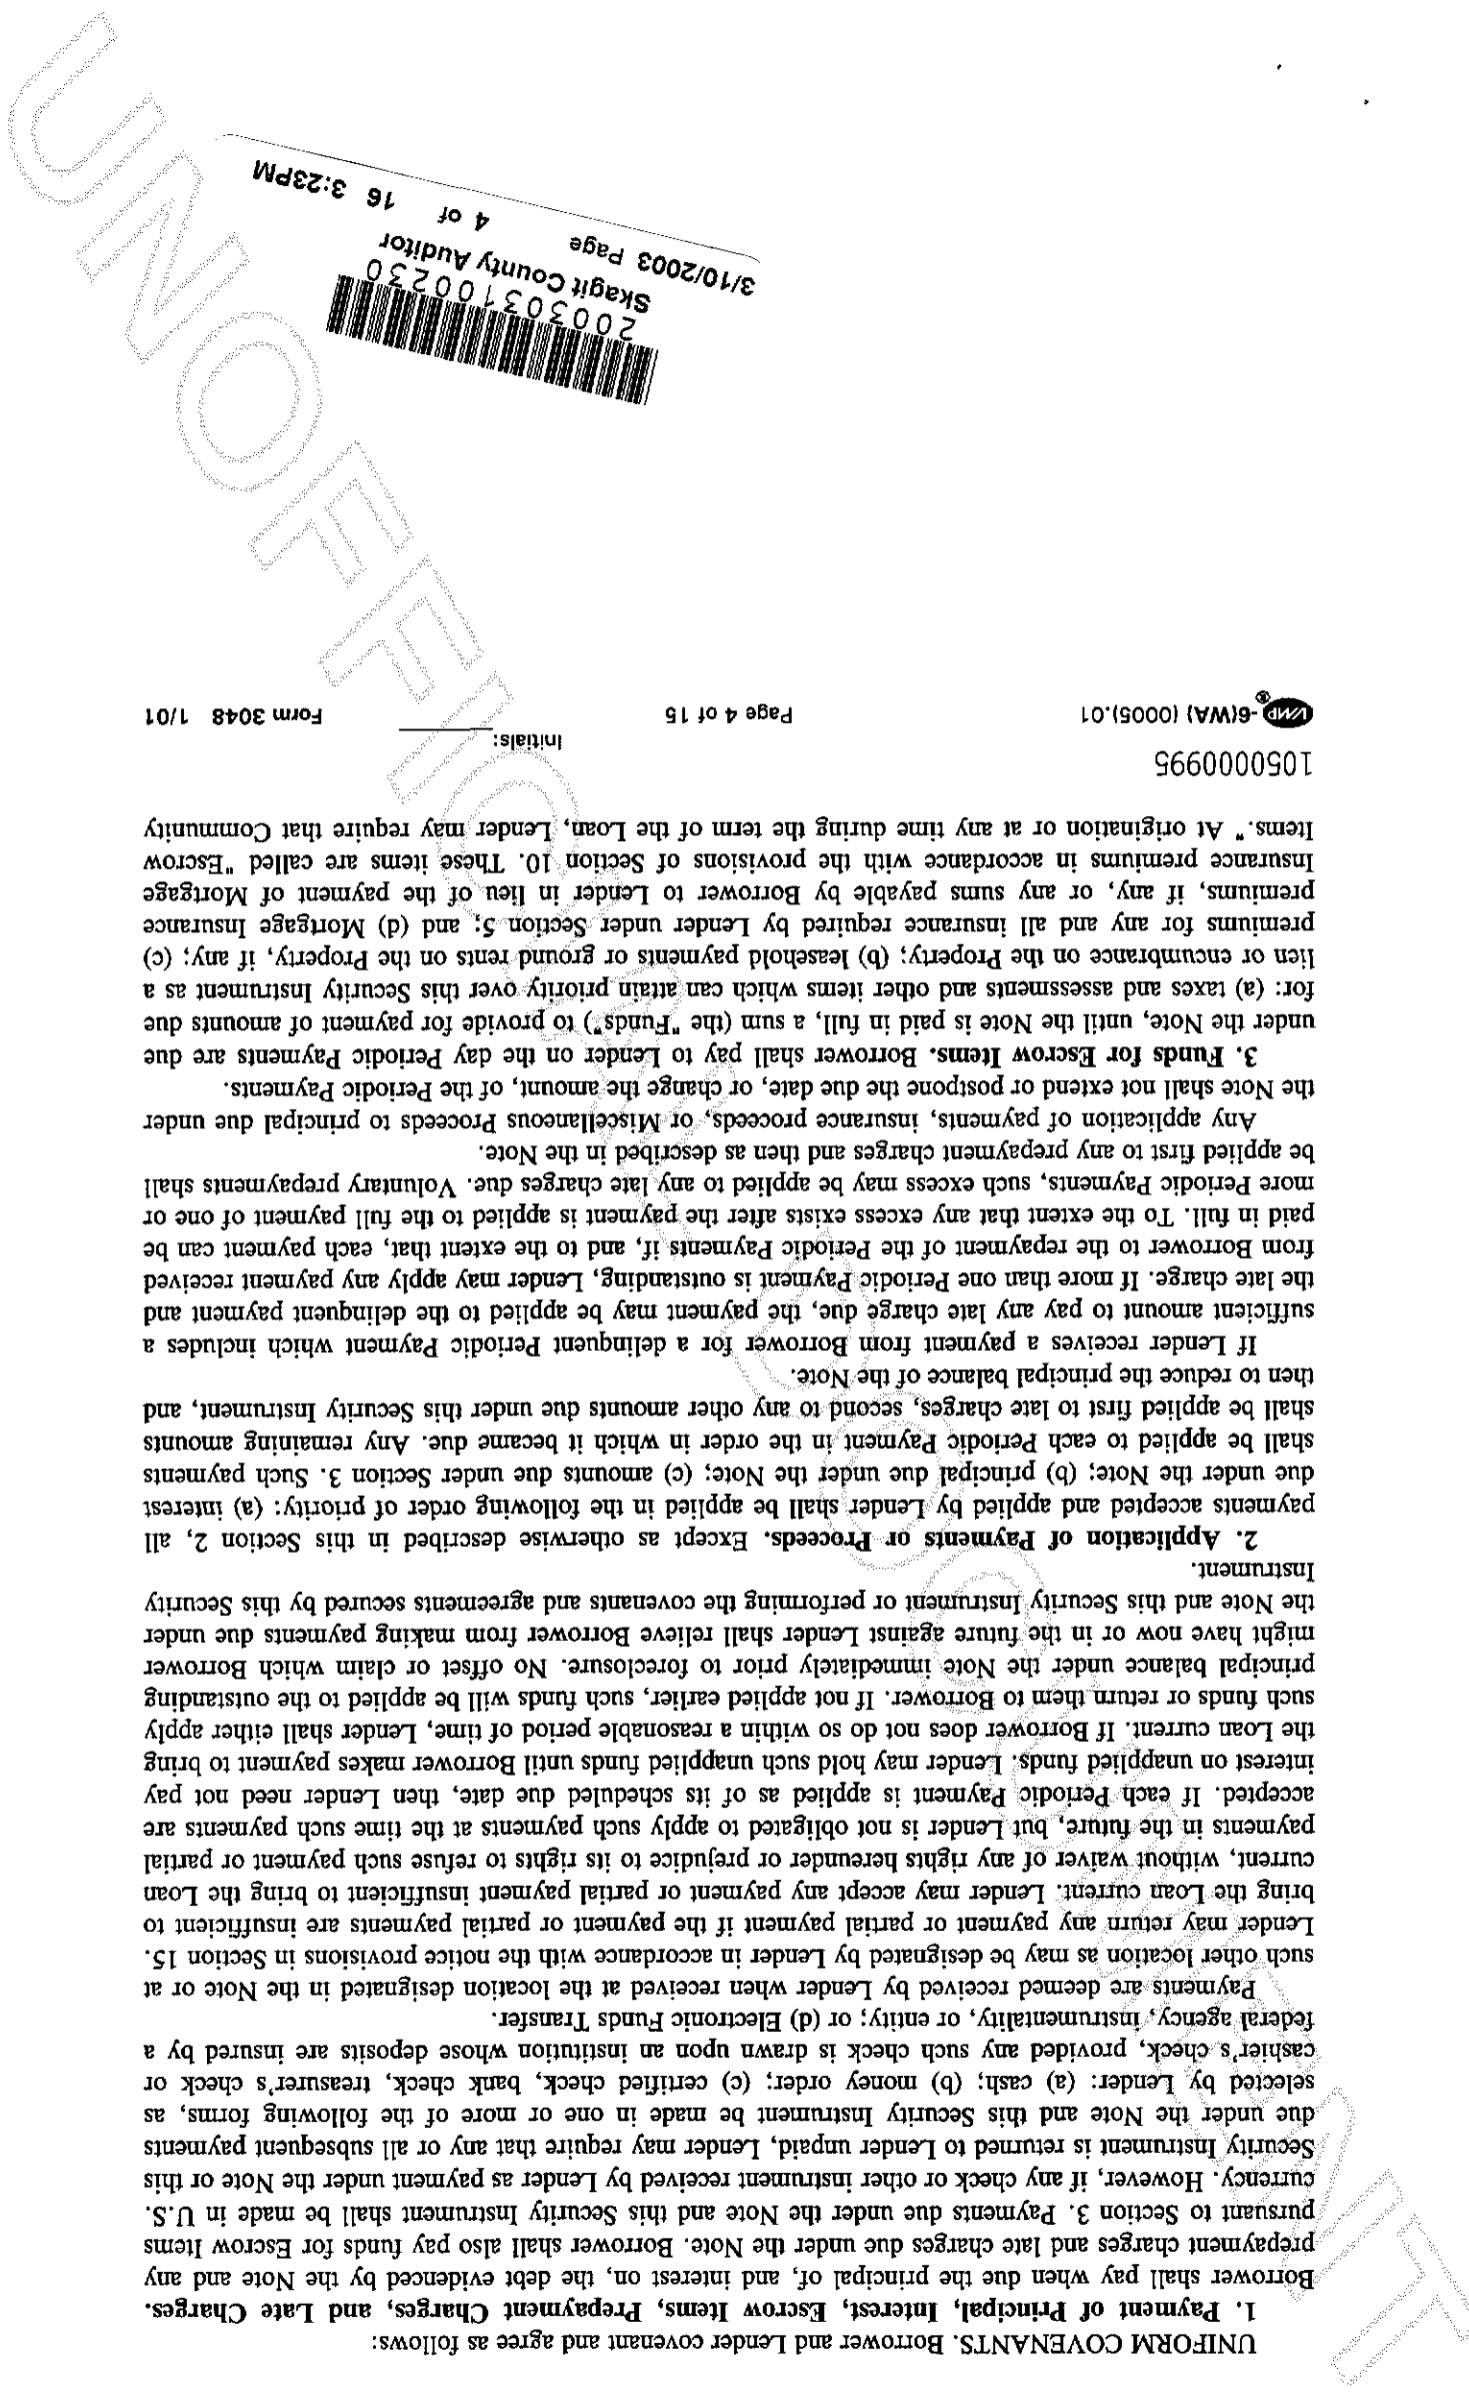 UNIFORM COVENANTS. Borrower and Lender covenant and agree as follows:
1. Payment of Principal, Interest, Escrow Items, Prepayment Charges, and Late Charges.
Borrower shall pay when due the principal of, and interest on, the debt evidenced by the Note and any
prepayment charges and late charges due under the Note. Borrower shall also pay funds for Escrow Items
pursuant to Section 3. Payments due under the Note and this Security Instrument shall be made in U.S.
currency. However, if any check or other instrument received by Lender as payment under the Note or this
Security Instrument is returned to Lender unpaid, Lender may require that any or all subsequent payments
due under the Note and this Security Instrument be made in one or more of the following forms, as
selected by Lender: (a) cash; (b) money order; (c) certified check, bank check, treasurer's check or
cashier's check, provided any such check is drawn upon an institution whose deposits are insured by a
federal agency, instrumentality, or entity; or (d) Electronic Funds Transfer.
Payments are deemed received by Lender when received at the location designated in the Note or at
such other location as may be designated by Lender in accordance with the notice provisions in Section 15.
Lender may return any payment or partial payment if the payment or partial payments are insufficient to
bring the Loan current. Lender may accept any payment or partial payment insufficient to bring the Loan
current, without waiver of any rights hereunder or prejudice to its rights to refuse such payment or partial
payments in the future, but Lender is not obligated to apply such payments at the time such payments are
accepted. If each Periodic Payment is applied as of its scheduled due date, then Lender need not pay
interest on unapplied funds. Lender may hold such unapplied funds until Borrower makes payment to bring
the Loan current. If Borrower does not do so within a reasonable period of time, Lender shall either apply
such funds or return them to Borrower. If not applied earlier, such funds will be applied to the outstanding
principal balance under the Note immediately prior to foreclosure. No offset or claim which Borrower
might have now or in the future against Lender shall relieve Borrower from making payments due under
the Note and this Security Instrument or performing the covenants and agreements secured by this Security
Instrument.
2. Application of Payments or Proceeds. Except as otherwise described in this Section 2, all
payments accepted and applied by Lender shall be applied in the following order of priority: (a) interest
due under the Note; (b) principal due under the Note; (c) amounts due under Section 3. Such payments
shall be applied to each Periodic Payment in the order in which it became due. Any remaining amounts
shall be applied first to late charges, second to any other amounts due under this Security Instrument, and
then to reduce the principal balance of the Note.
If Lender receives a payment from Borrower for a delinquent Periodic Payment which includes a
sufficient amount to pay any late charge due, the payment may be applied to the delinquent payment and
the late charge. If more than one Periodic Payment is outstanding, Lender may apply any payment received
from Borrower to the repayment of the Periodic Payments if, and to the extent that, each payment can be
paid in full. To the extent that any excess exists after the payment is applied to the full payment of one or
more Periodic Payments, such excess may be applied to any late charges due. Voluntary prepayments shall
be applied first to any prepayment charges and then as described in the Note.
Any application of payments, insurance proceeds, or Miscellaneous Proceeds to principal due under
the Note shall not extend or postpone the due date, or change the amount, of the Periodic Payments.
3. Funds for Escrow Items. Borrower shall pay to Lender on the day Periodic Payments are due
under the Note, until the Note is paid in full, a sum (the "Funds") to provide for payment of amounts due
for: (a) taxes and assessments and other items which can attain priority over this Security Instrument as a
lien or encumbrance on the Property; (b) leasehold payments or ground rents on the Property, if any; (c)
premiums for any and all insurance required by Lender under Section 5; and (d) Mortgage Insurance
premiums, if any, or any sums payable by Borrower to Lender in lieu of the payment of Mortgage
Insurance premiums in accordance with the provisions of Section 10. These items are called "Escrow
Items." At origination or at any time during the term of the Loan, Lender may require that Community
1050000995
Initials:
VMP®-6(WA) (0005).01 Page 4 of 15 Form 3048 1/01
200303100230
Skagit County Auditor
3/10/2003 Page 4 of 16 3:23PM
UNOFFICIAL DOCUMENT